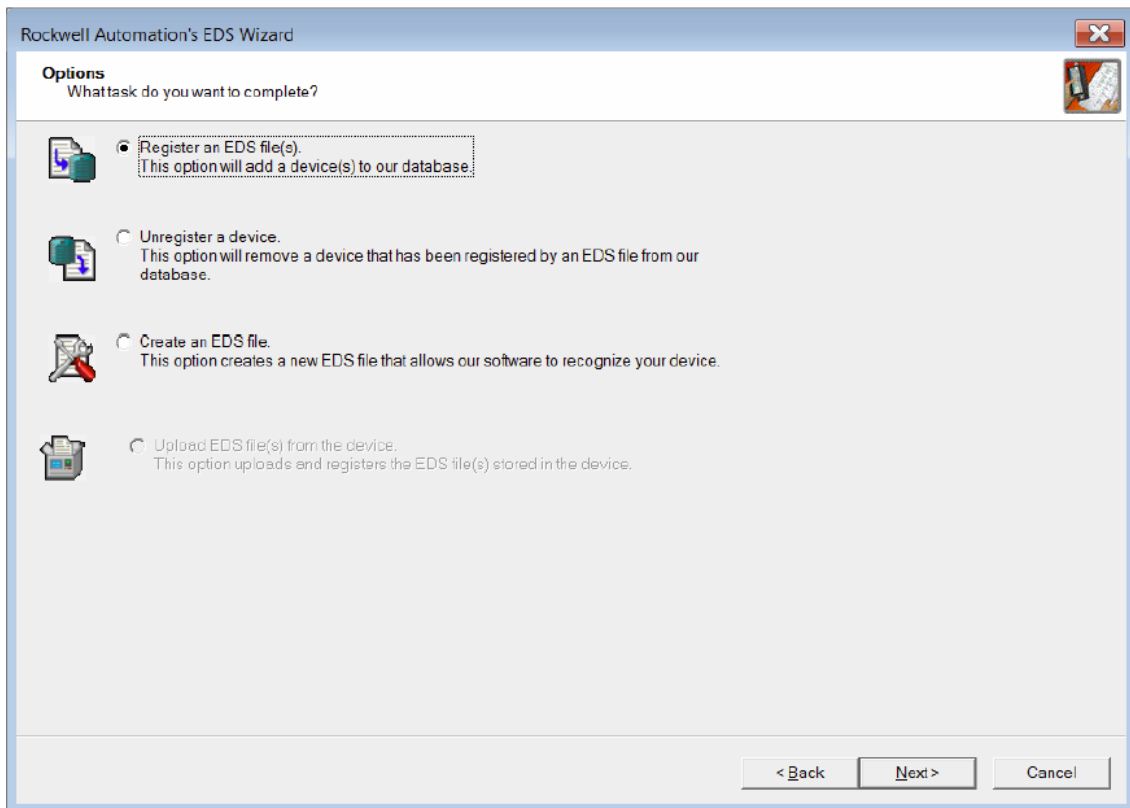 Rockwell Automation's EDS Wizard
Options
What task do you want to complete?
Register an EDS file(s).
This option will add a device(s) to our database.
Unregister a device.
This option will remove a device that has been registered by an EDS file from our
database.
Create an EDS file.
This option creates a new EDS file that allows our software to recognize your device.
Upload EDS file(s) from the device.
This option uploads and registers the EDS file(s) stored in the device.
< Back
Next >
Cancel